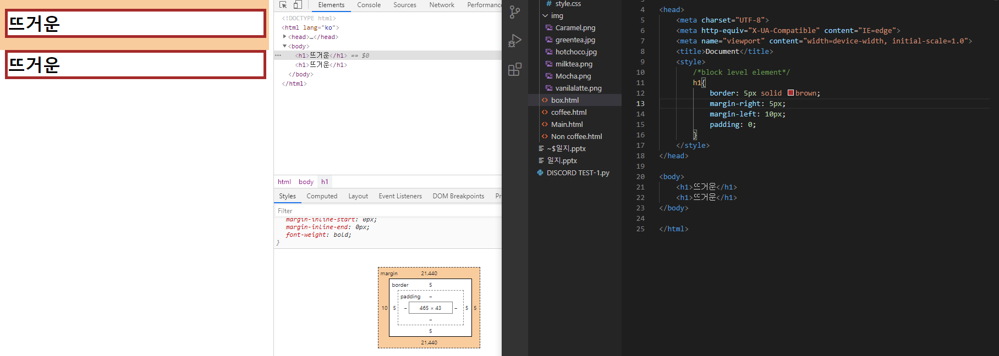 뜨거운
뜨거운
Elements Console Sources Network Performance
<!DOCTYPE html>
<html lang="ko">
<head>…</head>
<body>
<h1>뜨거운</h1> == $0
<h1>뜨거운</h1>
</body>
</html>
html body h1
Styles Computed Layout Event Listeners DOM Breakpoints Pr
Filter
margin-inline-start: 0px;
margin-inline-end: 0px;
font-weight: bold;
}
margin 21.440
border 5
padding –
10 5 – 465 × 43 – 5 5
–
5
21.440
# style.css
img
Caramel.png
greentea.jpg
hotchoco.jpg
milktea.png
Mocha.png
vanilalatte.png
<> box.html
<> coffee.html
<> Main.html
<> Non coffee.html
~$일지.pptx
일지.pptx
DISCORD TEST-1.py
4 <head>
5 <meta charset="UTF-8">
6 <meta http-equiv="X-UA-Compatible" content="IE=edge">
7 <meta name="viewport" content="width=device-width, initial-scale=1.0">
8 <title>Document</title>
9 <style>
10 /*block level element*/
11 h1{
12 border: 5px solid brown;
13 margin-right: 5px;
14 margin-left: 10px;
15 padding: 0;
16 }
17 </style>
18 </head>
19
20 <body>
21 <h1>뜨거운</h1>
22 <h1>뜨거운</h1>
23 </body>
24
25 </html>